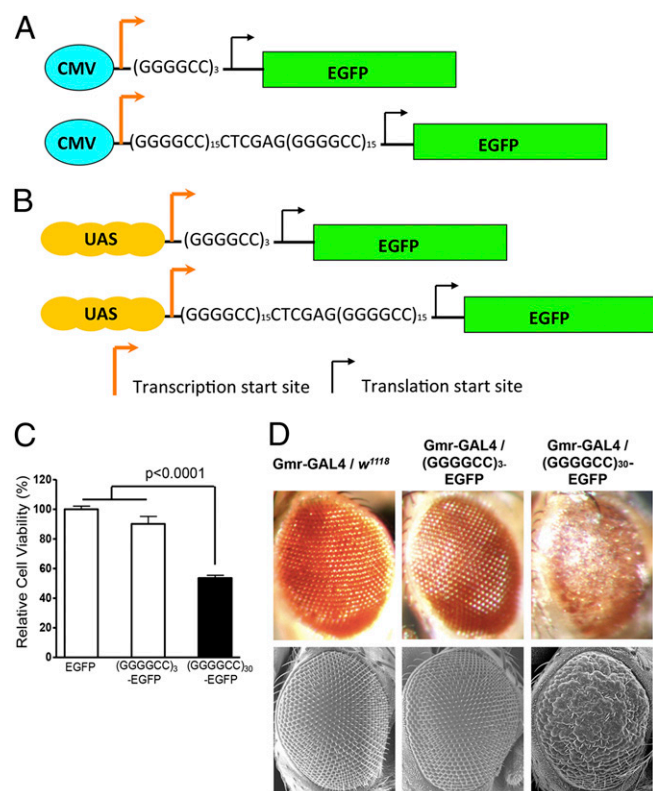 A
CMV
(GGGGCC)₃
EGFP
CMV
(GGGGCC)₁₅CTCGAG(GGGGCC)₁₅
EGFP
B
UAS
(GGGGCC)₃
EGFP
UAS
(GGGGCC)₁₅CTCGAG(GGGGCC)₁₅
EGFP
Transcription start site
Translation start site
C
p<0.0001
Relative Cell Viability (%)
120
100
80
60
40
20
0
EGFP
(GGGGCC)₃
-EGFP
(GGGGCC)₃₀
-EGFP
D
Gmr-GAL4 / w¹¹¹⁸
Gmr-GAL4 /
(GGGGCC)₃-
EGFP
Gmr-GAL4 /
(GGGGCC)₃₀-
EGFP